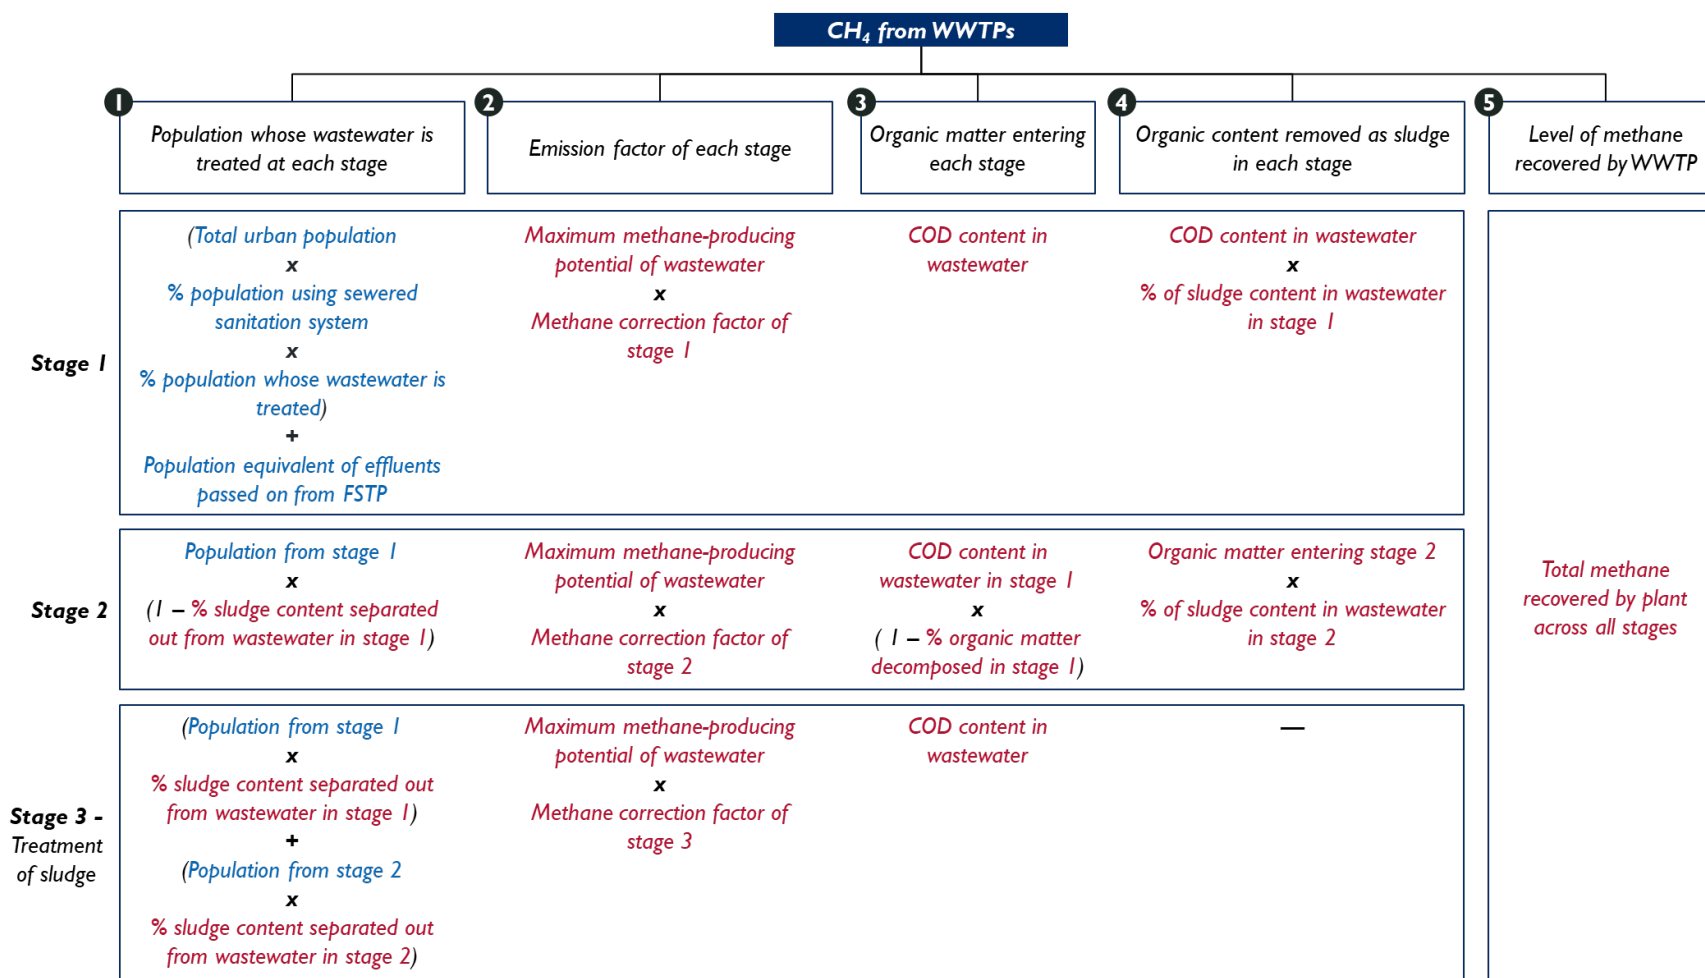 CH₄ from WWTPs
1
Population whose wastewater is
treated at each stage
2
Emission factor of each stage
3
Organic matter entering
each stage
4
Organic content removed as sludge
in each stage
5
Level of methane
recovered by WWTP
Stage 1
(Total urban population
x
% population using sewered
sanitation system
x
% population whose wastewater is
treated)
+
Population equivalent of effluents
passed on from FSTP
Maximum methane-producing
potential of wastewater
x
Methane correction factor of
stage 1
COD content in
wastewater
COD content in wastewater
x
% of sludge content in wastewater
in stage 1
Stage 2
Population from stage 1
x
(1 – % sludge content separated
out from wastewater in stage 1)
Maximum methane-producing
potential of wastewater
x
Methane correction factor of
stage 2
COD content in
wastewater in stage 1
x
( 1 – % organic matter
decomposed in stage 1)
Organic matter entering stage 2
x
% of sludge content in wastewater
in stage 2
Stage 3 -
Treatment
of sludge
(Population from stage 1
x
% sludge content separated out
from wastewater in stage 1)
+
(Population from stage 2
x
% sludge content separated out
from wastewater in stage 2)
Maximum methane-producing
potential of wastewater
x
Methane correction factor of
stage 3
COD content in
wastewater
—
Total methane
recovered by plant
across all stages